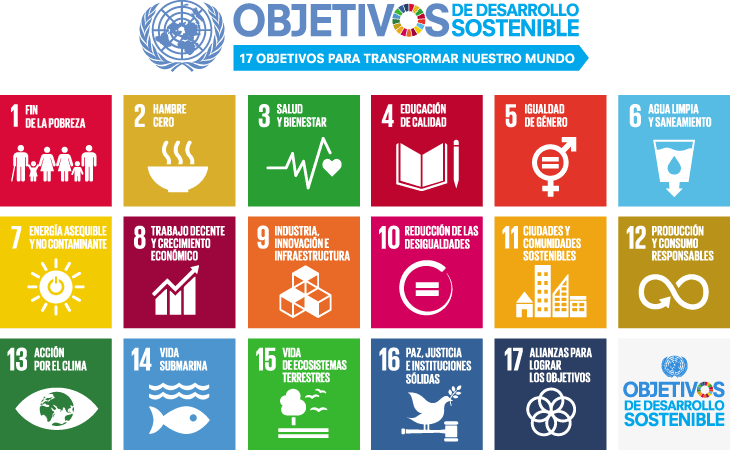 OBJETIVOS
DE DESARROLLO
SOSTENIBLE
17 OBJETIVOS PARA TRANSFORMAR NUESTRO MUNDO
1 FIN
DE LA POBREZA
2 HAMBRE
CERO
3 SALUD
Y BIENESTAR
4 EDUCACIÓN
DE CALIDAD
5 IGUALDAD
DE GÉNERO
6 AGUA LIMPIA
Y SANEAMIENTO
7 ENERGÍA ASEQUIBLE
Y NO CONTAMINANTE
8 TRABAJO DECENTE
Y CRECIMIENTO
ECONÓMICO
9 INDUSTRIA,
INNOVACIÓN E
INFRAESTRUCTURA
10 REDUCCIÓN DE LAS
DESIGUALDADES
11 CIUDADES Y
COMUNIDADES
SOSTENIBLES
12 PRODUCCIÓN
Y CONSUMO
RESPONSABLES
13 ACCIÓN
POR EL CLIMA
14 VIDA
SUBMARINA
15 VIDA
DE ECOSISTEMAS
TERRESTRES
16 PAZ, JUSTICIA
E INSTITUCIONES
SÓLIDAS
17 ALIANZAS PARA
LOGRAR
LOS OBJETIVOS
OBJETIVOS
DE DESARROLLO
SOSTENIBLE